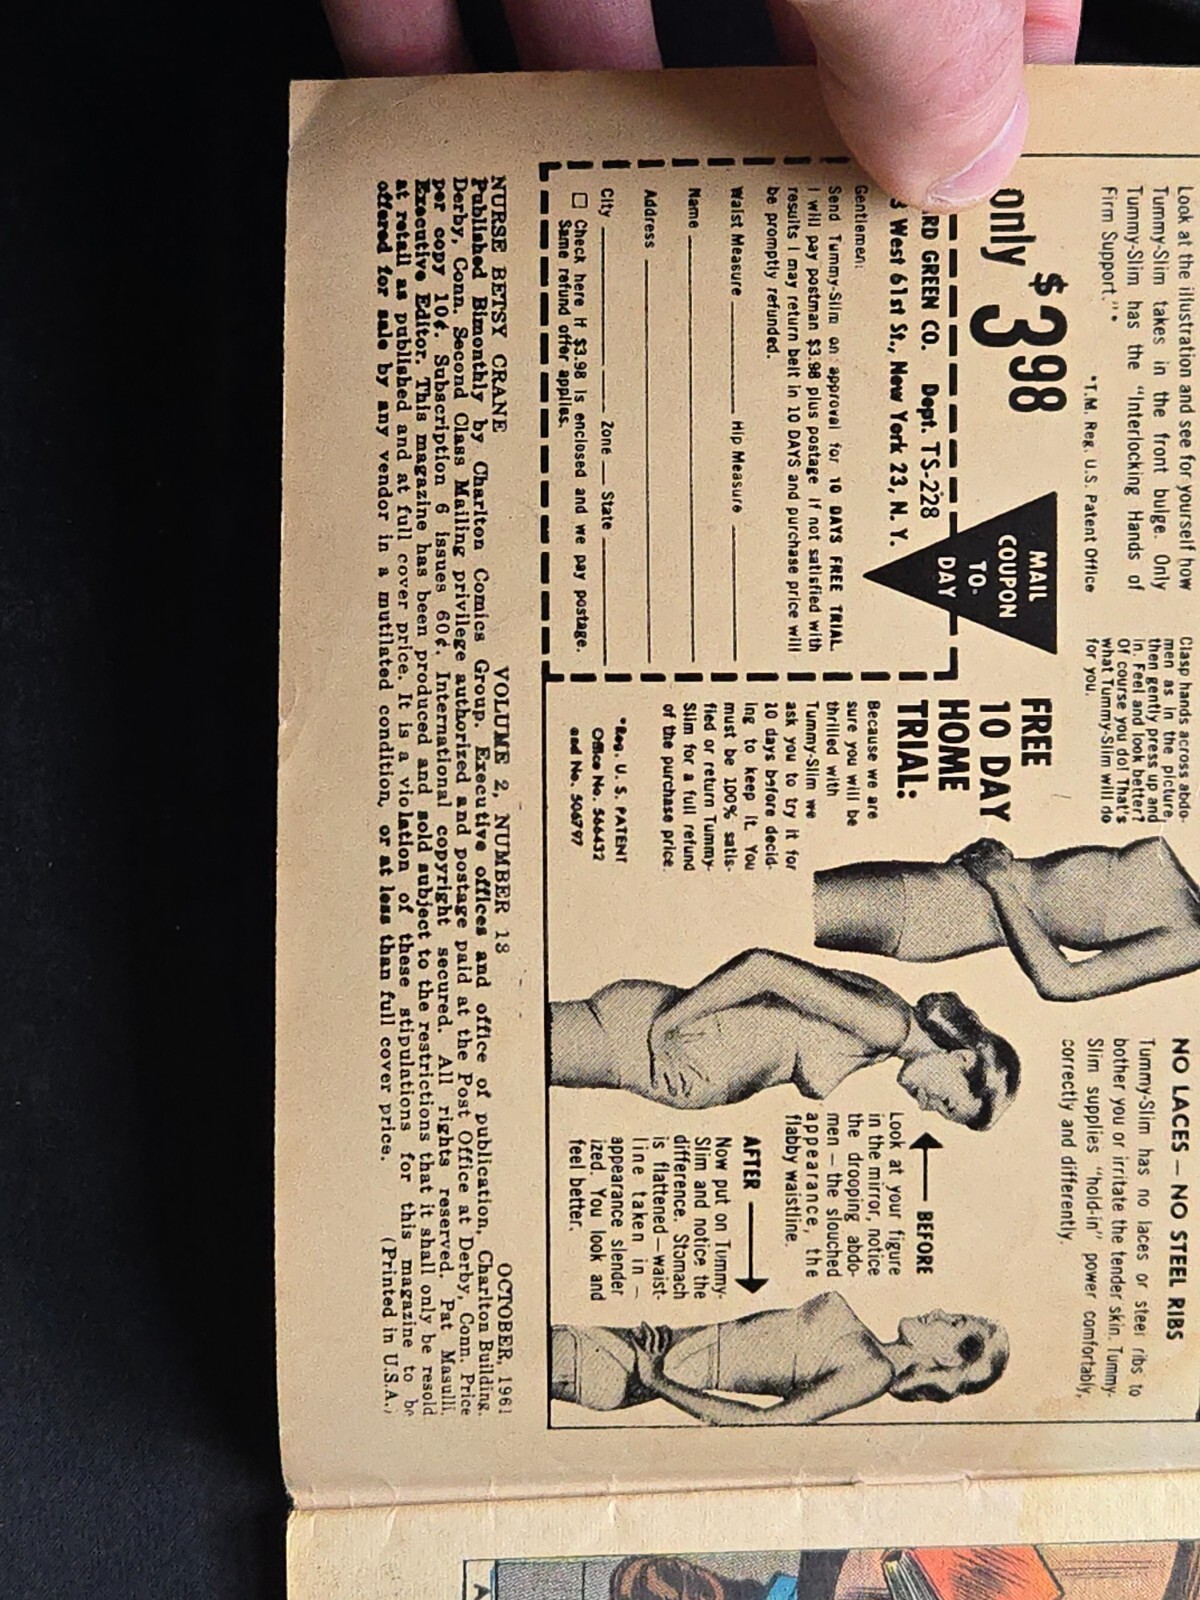 Look at the illustration and see for yourself how
Tummy-Slim takes in the front bulge. Only
Tummy-Slim has the "Interlocking Hands of
Firm Support."*
*T.M. Reg. U.S. Patent Office
only $3.98
MAIL
COUPON
TO-
DAY
GREEN CO. Dept. TS-228
West 61st St., New York 23, N. Y.
Gentlemen:
Send Tummy-Slim on approval for 10 DAYS FREE TRIAL.
I will pay postman $3.98 plus postage. If not satisfied with
results I may return belt in 10 DAYS and purchase price will
be promptly refunded.
Waist Measure ________ Hip Measure ________
Name ________
Address ________
City ________ Zone ___ State ________
☐ Check here if $3.98 is enclosed and we pay postage.
Same refund offer applies.
Clasp hands across abdo-
men as in the picture,
then gently press up and
in. Feel and look better?
Of course you do! That's
what Tummy-Slim will do
for you.
FREE
10 DAY
HOME
TRIAL:
Because we are
sure you will be
thrilled with
Tummy-Slim we
ask you to try it for
10 days before decid-
ing to keep it. You
must be 100% satis-
fied or return Tummy-
Slim for a full refund
of the purchase price.
*Reg. U. S. PATENT
Office No. 566432
and No. 506797
NO LACES — NO STEEL RIBS
Tummy-Slim has no laces or steer ribs to
bother you or irritate the tender skin. Tummy-
Slim supplies "hold-in" power comfortably,
correctly and differently.
BEFORE
Look at your figure
in the mirror, notice
the drooping abdo-
men — the slouched
appearance, the
flabby waistline.
AFTER
Now put on Tummy-
Slim and notice the
difference. Stomach
is flattened—waist-
line taken in —
appearance slender
ized. You look and
feel better.
NURSE BETSY CRANE VOLUME 2, NUMBER 13 OCTOBER, 1961
Published Bimonthly by Charlton Comics Group. Executive offices and office of publication, Charlton Building,
Derby, Conn. Second Class Mailing privilege authorized and postage paid at the Post Office at Derby, Conn. Price
per copy 10¢. Subscription 6 issues 60¢. International copyright secured. All rights reserved. Pat Masulli,
Executive Editor. This magazine has been produced and sold subject to the restrictions that it shall only be resold
at retail as published and at full cover price. It is a violation of these stipulations for this magazine to be
offered for sale by any vendor in a mutilated condition, or at less than full cover price. (Printed in U.S.A.)